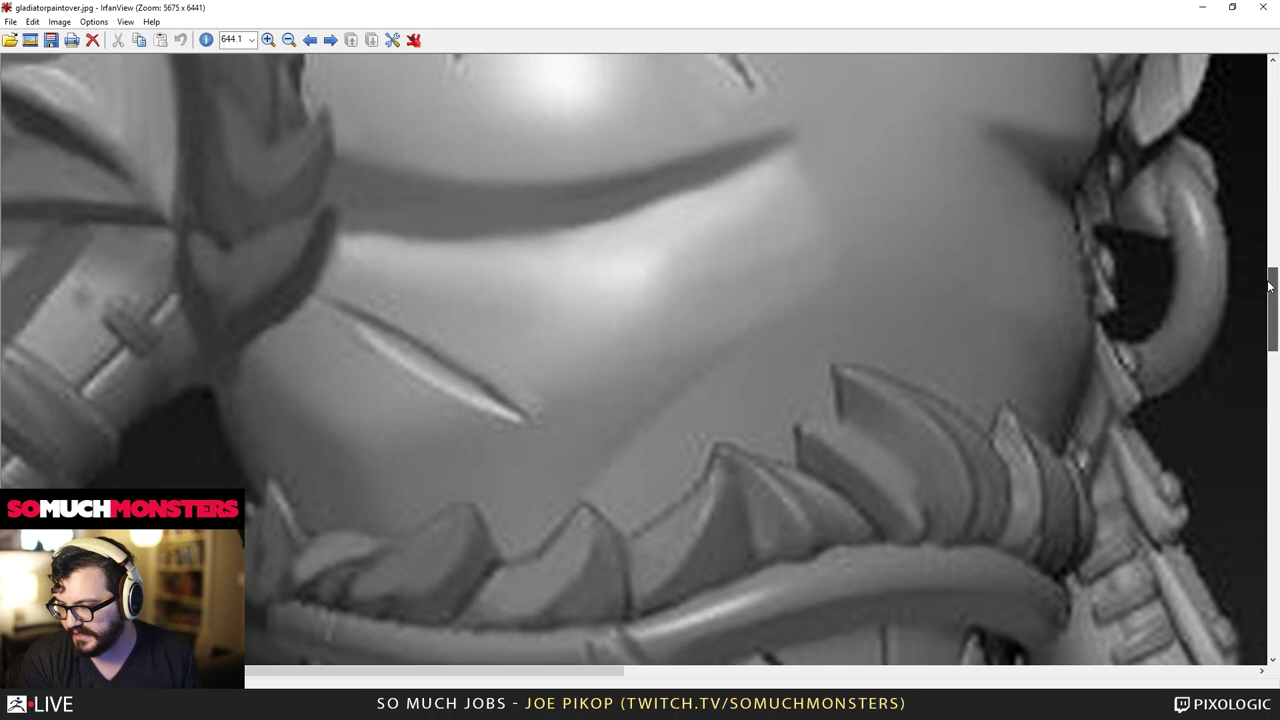 gladiatorpaintover.jpg - IrfanView (Zoom: 5675 x 6441)
File Edit Image Options View Help
644.1
SOMUCHMONSTERS
LIVE
SO MUCH JOBS - JOE PIKOP (TWITCH.TV/SOMUCHMONSTERS)
PIXOLOGIC